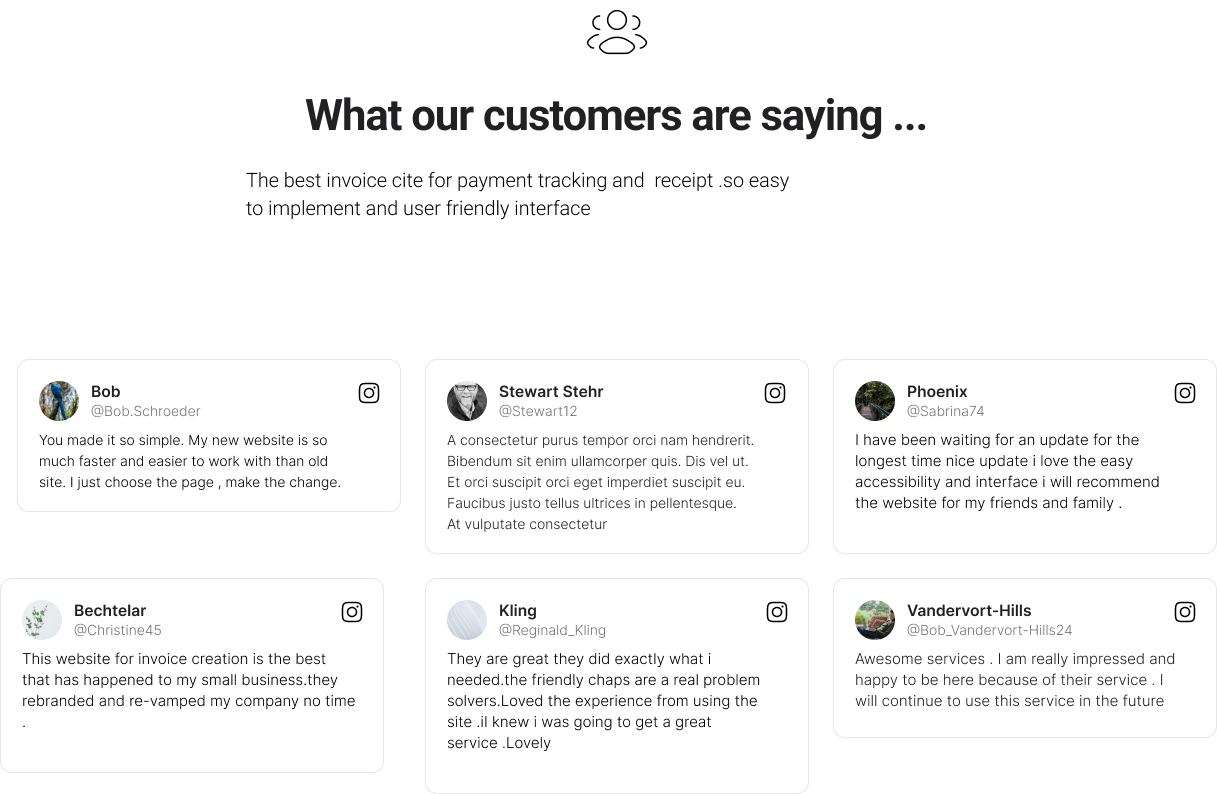 What our customers are saying ...
The best invoice cite for payment tracking and  receipt .so easy
to implement and user friendly interface
Bob
@Bob.Schroeder
You made it so simple. My new website is so
much faster and easier to work with than old
site. I just choose the page , make the change.
Stewart Stehr
@Stewart12
A consectetur purus tempor orci nam hendrerit.
Bibendum sit enim ullamcorper quis. Dis vel ut.
Et orci suscipit orci eget imperdiet suscipit eu.
Faucibus justo tellus ultrices in pellentesque.
At vulputate consectetur
Phoenix
@Sabrina74
I have been waiting for an update for the
longest time nice update i love the easy
accessibility and interface i will recommend
the website for my friends and family .
Bechtelar
@Christine45
This website for invoice creation is the best
that has happened to my small business.they
rebranded and re-vamped my company no time
.
Kling
@Reginald_Kling
They are great they did exactly what i
needed.the friendly chaps are a real problem
solvers.Loved the experience from using the
site .iI knew i was going to get a great
service .Lovely
Vandervort-Hills
@Bob_Vandervort-Hills24
Awesome services . I am really impressed and
happy to be here because of their service . I
will continue to use this service in the future